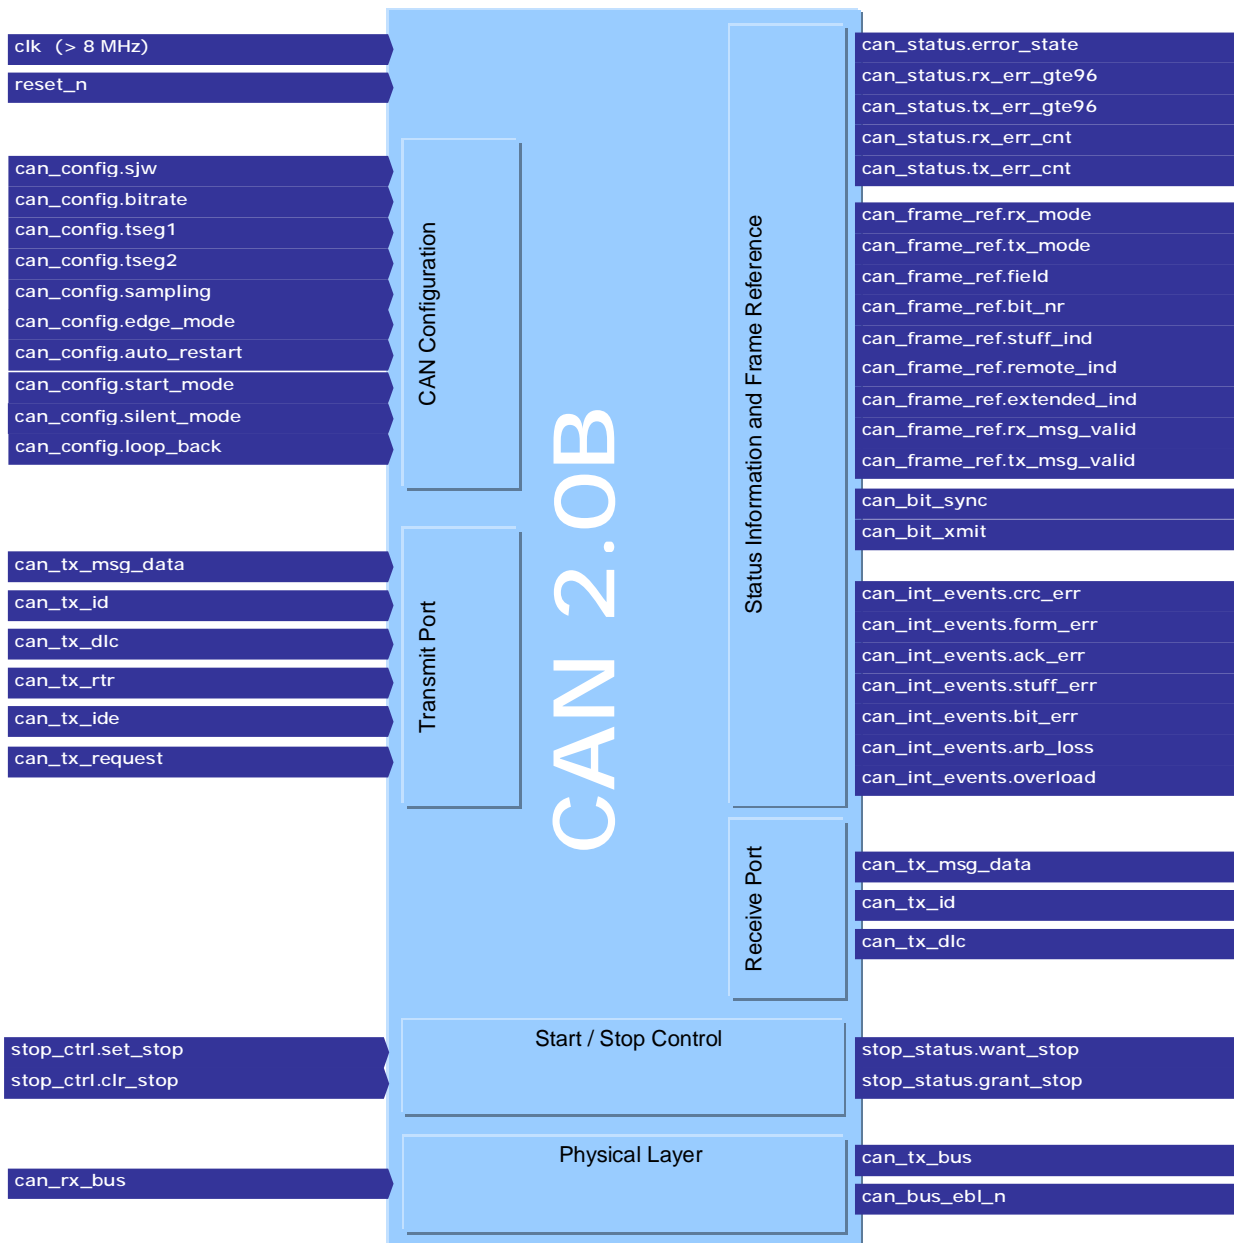 clk (> 8 MHz)
reset_n
can_config.sjw
can_config.bitrate
can_config.tseg1
can_config.tseg2
can_config.sampling
can_config.edge_mode
can_config.auto_restart
can_config.start_mode
can_config.silent_mode
can_config.loop_back
can_tx_msg_data
can_tx_id
can_tx_dlc
can_tx_rtr
can_tx_ide
can_tx_request
stop_ctrl.set_stop
stop_ctrl.clr_stop
can_rx_bus
CAN Configuration
Transmit Port
CAN 2.0B
Status Information and Frame Reference
Receive Port
Start / Stop Control
Physical Layer
can_status.error_state
can_status.rx_err_gte96
can_status.tx_err_gte96
can_status.rx_err_cnt
can_status.tx_err_cnt
can_frame_ref.rx_mode
can_frame_ref.tx_mode
can_frame_ref.field
can_frame_ref.bit_nr
can_frame_ref.stuff_ind
can_frame_ref.remote_ind
can_frame_ref.extended_ind
can_frame_ref.rx_msg_valid
can_frame_ref.tx_msg_valid
can_bit_sync
can_bit_xmit
can_int_events.crc_err
can_int_events.form_err
can_int_events.ack_err
can_int_events.stuff_err
can_int_events.bit_err
can_int_events.arb_loss
can_int_events.overload
can_tx_msg_data
can_tx_id
can_tx_dlc
stop_status.want_stop
stop_status.grant_stop
can_tx_bus
can_bus_ebl_n